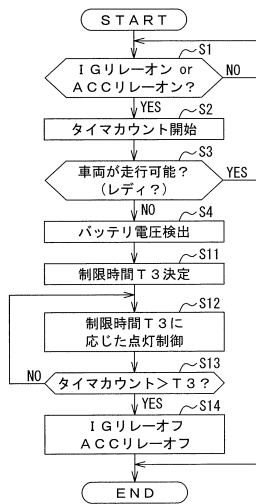 START
S1
IGリレーオン or
ACCリレーオン?
NO
YES
S2
タイマカウント開始
S3
車両が走行可能?
(レディ?)
YES
NO
S4
バッテリ電圧検出
S11
制限時間T3決定
S12
制限時間T3に
応じた点灯制御
S13
NO
タイマカウント>T3?
YES
S14
IGリレーオフ
ACCリレーオフ
END